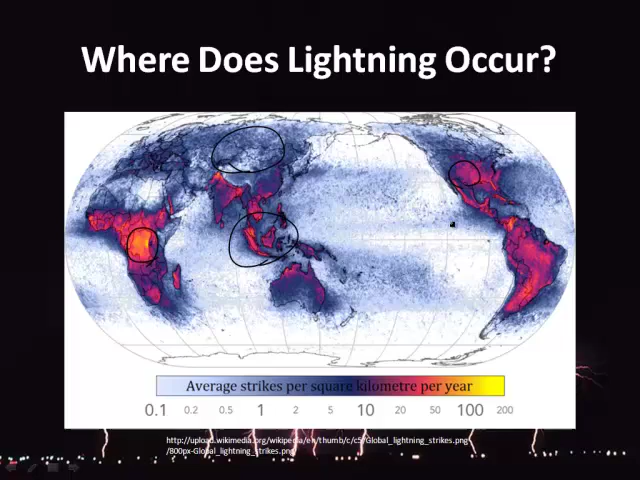 Where Does Lightning Occur?
Average strikes per square kilometre per year
0.1 0.2 0.5 1 2 5 10 20 50 100 200
http://upload.wikimedia.org/wikipedia/en/thumb/c/c5/Global_lightning_strikes.png
/800px-Global_lightning_strikes.png